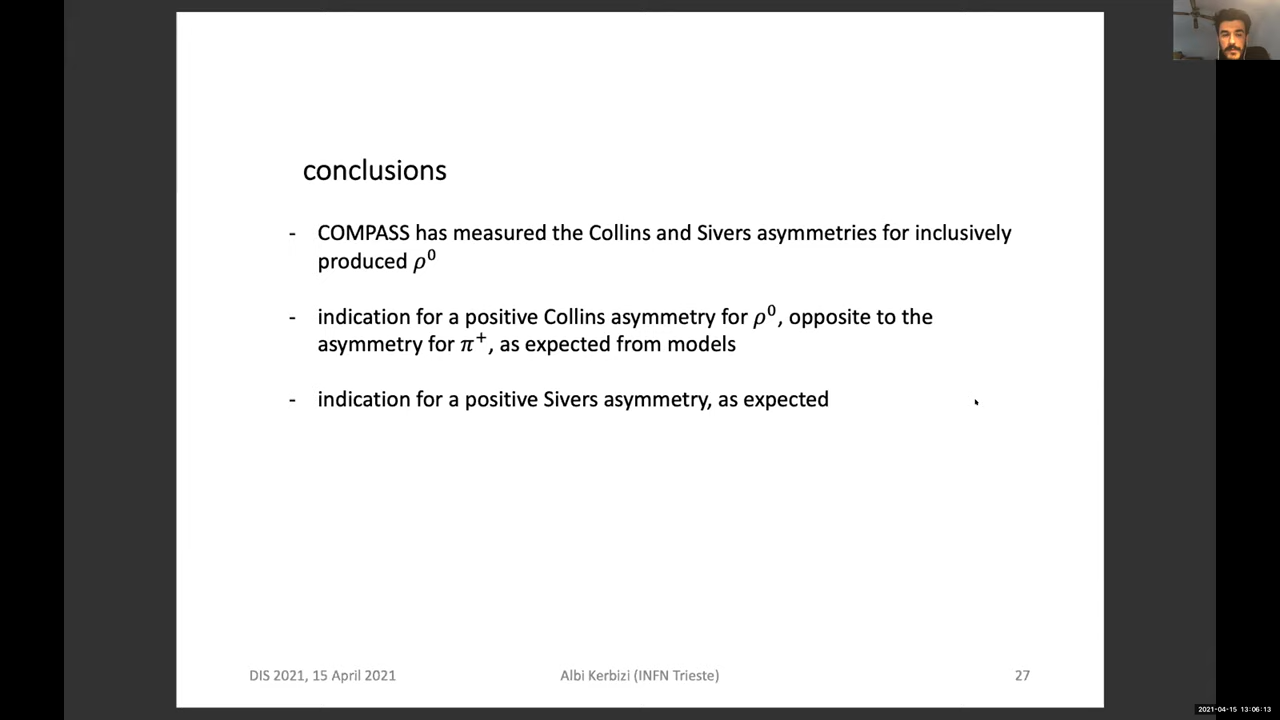 conclusions
- COMPASS has measured the Collins and Sivers asymmetries for inclusively
produced ρ⁰
- indication for a positive Collins asymmetry for ρ⁰, opposite to the
asymmetry for π⁺, as expected from models
- indication for a positive Sivers asymmetry, as expected
DIS 2021, 15 April 2021
Albi Kerbizi (INFN Trieste)
27
2021-04-15 13:06:13